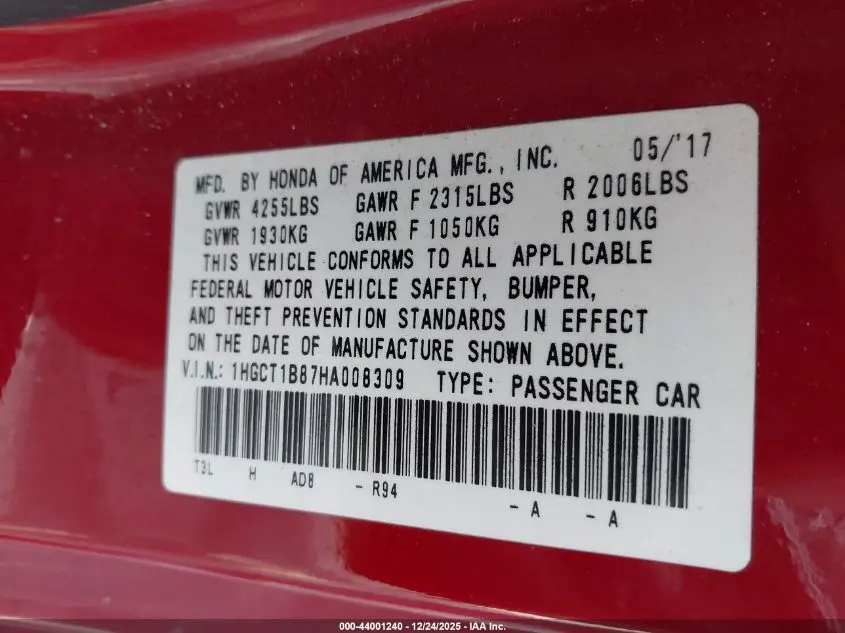 MFD. BY HONDA OF AMERICA MFG., INC. 05/'17
GVWR 4255LBS GAWR F 2315LBS R 2006LBS
GVWR 1930KG GAWR F 1050KG R 910KG
THIS VEHICLE CONFORMS TO ALL APPLICABLE
FEDERAL MOTOR VEHICLE SAFETY, BUMPER,
AND THEFT PREVENTION STANDARDS IN EFFECT
ON THE DATE OF MANUFACTURE SHOWN ABOVE.
V.I.N.: 1HGCT1B87HA008309 TYPE: PASSENGER CAR
T3L H AD8 - R94 - A - A
000-44001240 - 12/24/2025 - IAA Inc.